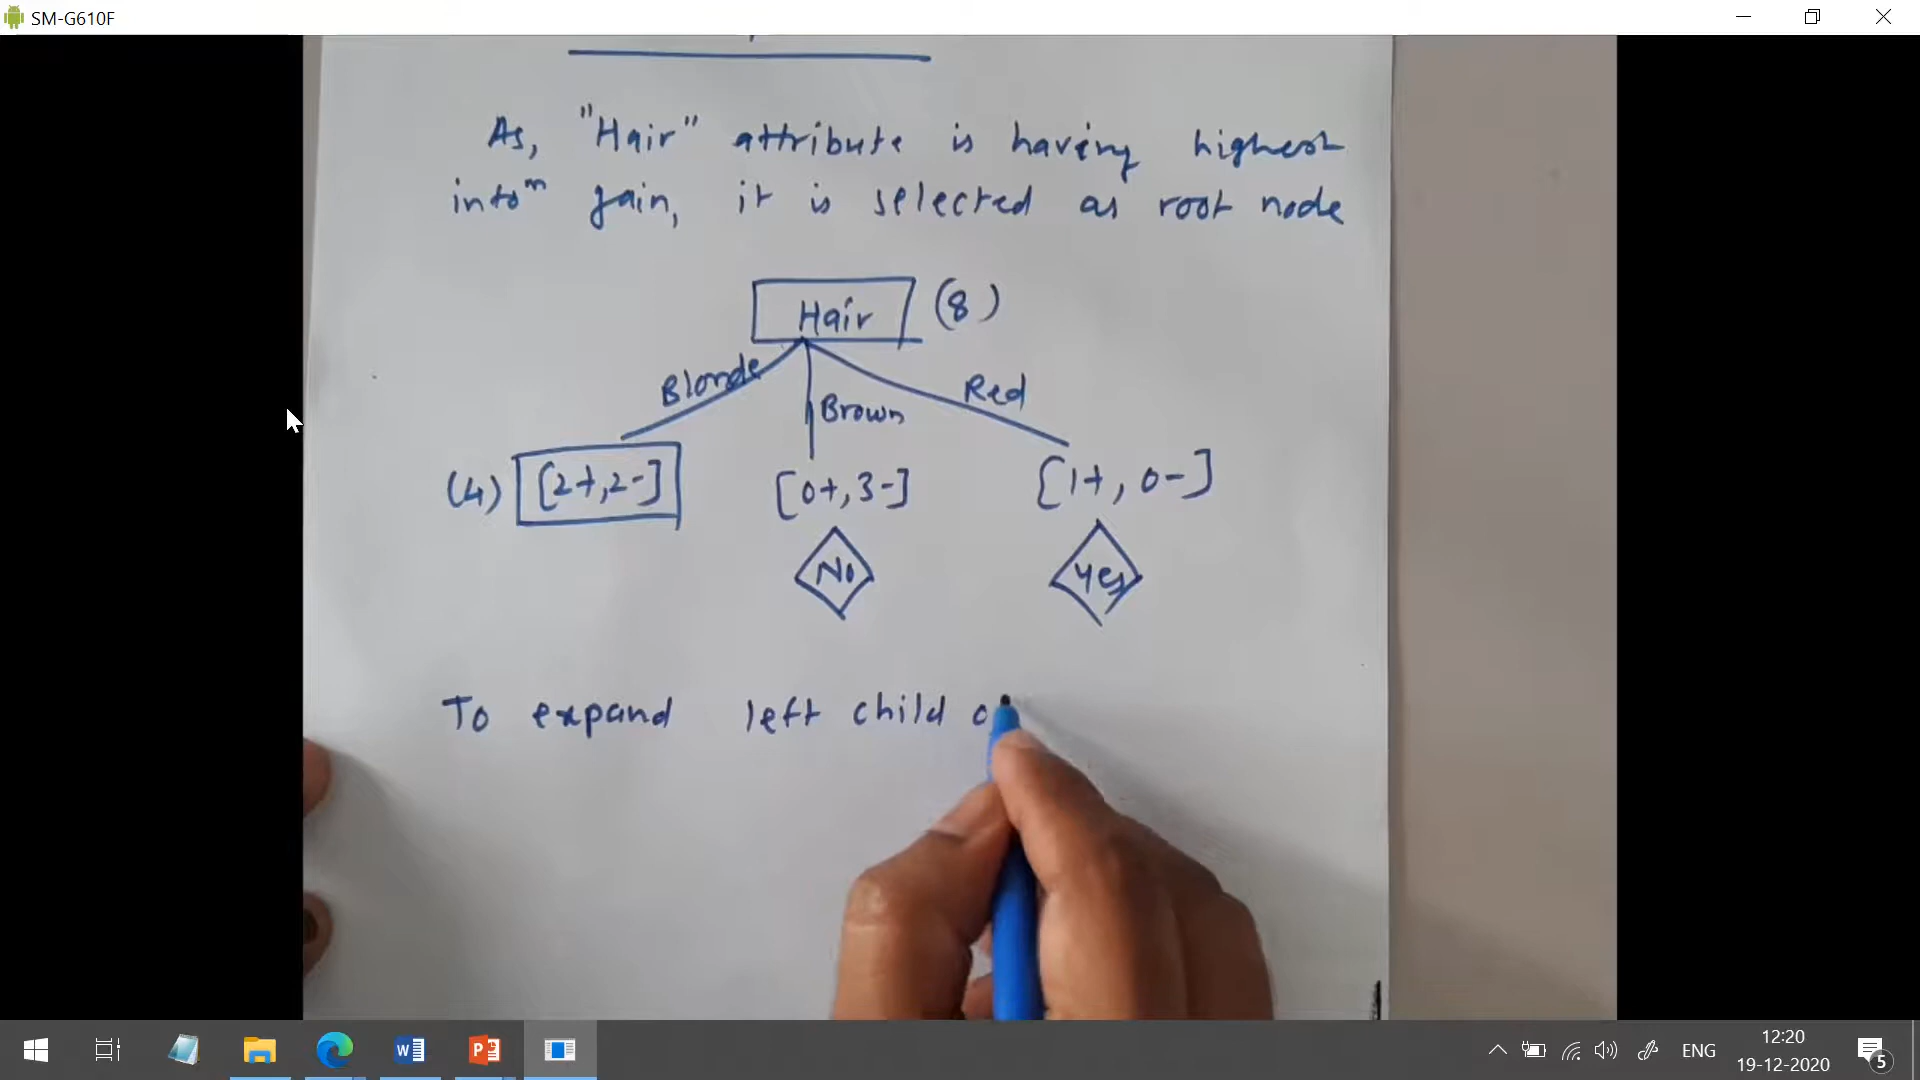 SM-G610F
As, "Hair" attribute is having highest
infoᵐ gain, it is selected as root node
Hair (8)
Blonde Brown Red
(4) [2+,2-] [0+,3-] [1+, 0-]
No Yes
To expand left child o
12:20
ENG
19-12-2020
5